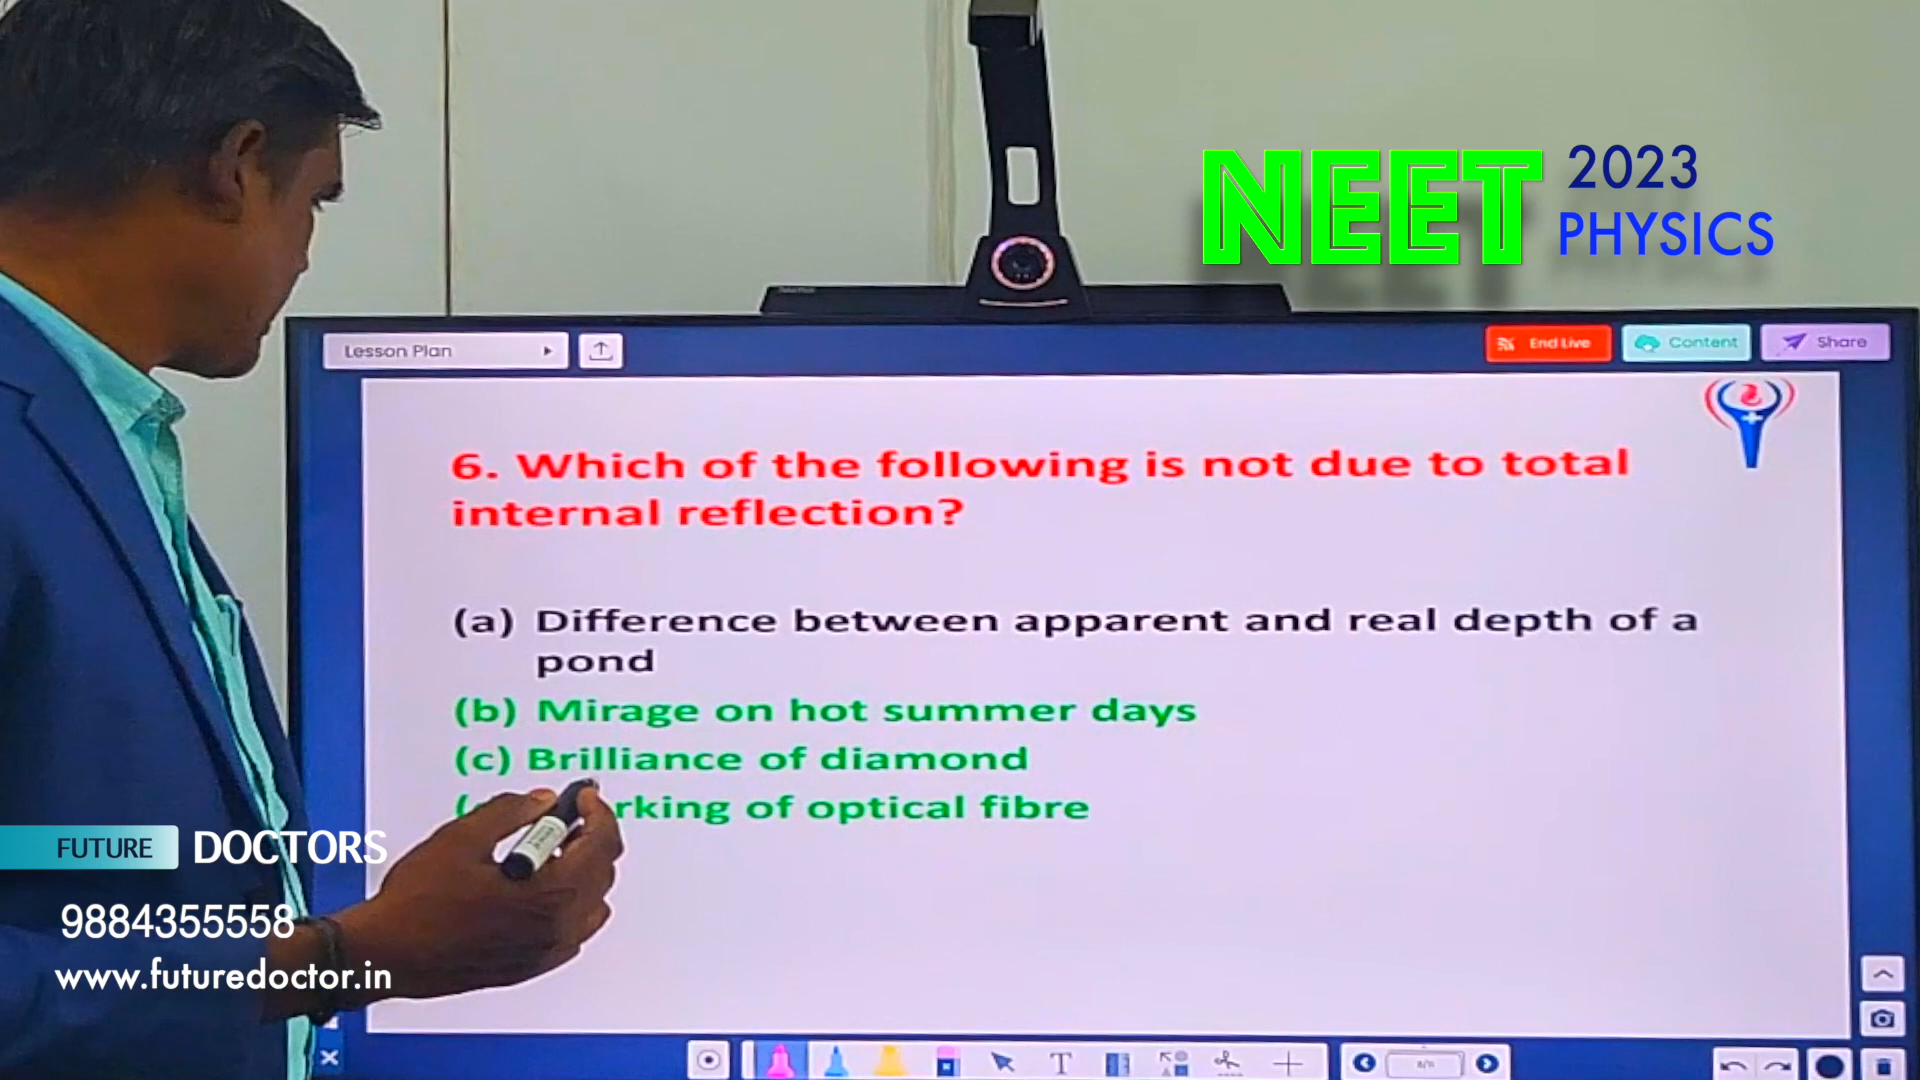 NEET 2023
PHYSICS
Lesson Plan
End Live
Content
Share
6. Which of the following is not due to total
internal reflection?
(a) Difference between apparent and real depth of a
pond
(b) Mirage on hot summer days
(c) Brilliance of diamond
rking of optical fibre
FUTURE DOCTORS
9884355558
www.futuredoctor.in
T